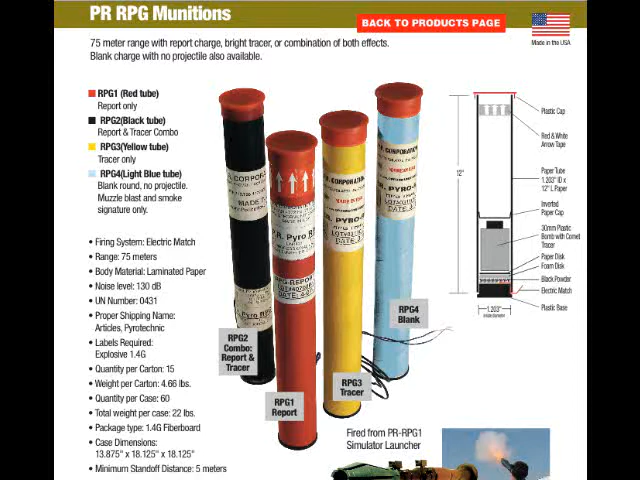 PR RPG Munitions
BACK TO PRODUCTS PAGE
Made in the USA
75 meter range with report charge, bright tracer, or combination of both effects.
Blank charge with no projectile also available.
RPG1 (Red tube)
Report only
RPG2(Black tube)
Report & Tracer Combo
RPG3(Yellow tube)
Tracer only
RPG4(Light Blue tube)
Blank round, no projectile.
Muzzle blast and smoke
signature only.
• Firing System: Electric Match
• Range: 75 meters
• Body Material: Laminated Paper
• Noise level: 130 dB
• UN Number: 0431
• Proper Shipping Name:
Articles, Pyrotechnic
• Labels Required:
Explosive 1.4G
• Quantity per Carton: 15
• Weight per Carton: 4.66 lbs.
• Quantity per Case: 60
• Total weight per case: 22 lbs.
• Package type: 1.4G Fiberboard
• Case Dimensions:
13.875" x 18.125" x 18.125"
• Minimum Standoff Distance: 5 meters
RPG2
Combo:
Report &
Tracer
RPG1
Report
RPG3
Tracer
RPG4
Blank
Plastic Cap
Red & White
Arrow Tape
Paper Tube
1.203" ID x
12" L Paper
Inverted
Paper Cap
30mm Plastic
Bomb with Comet
Tracer
Paper Disk
Foam Disk
Black Powder
Electric Match
Plastic Base
1.203"
Fired from PR-RPG1
Simulator Launcher